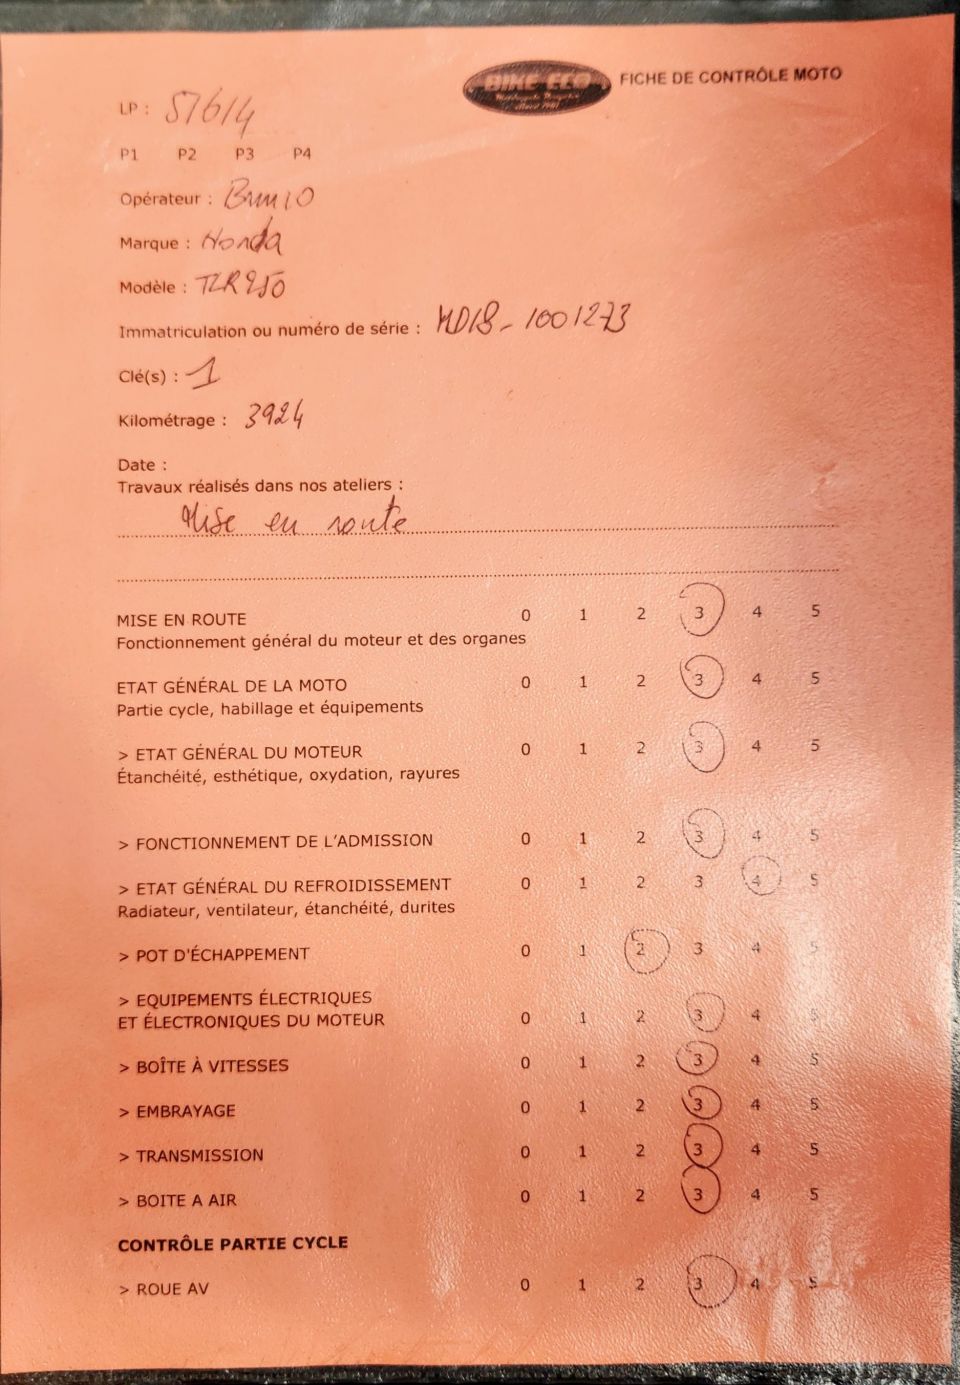 BIKE ECO
FICHE DE CONTRÔLE MOTO
LP : 57614
P1 P2 P3 P4
Opérateur : Bruno
Marque : Honda
Modèle : TLR 250
Immatriculation ou numéro de série : MD18-1001273
Clé(s) : 1
Kilométrage : 3924
Date :
Travaux réalisés dans nos ateliers :
Mise en route
MISE EN ROUTE 0 1 2 3 4 5
Fonctionnement général du moteur et des organes
ETAT GÉNÉRAL DE LA MOTO 0 1 2 3 4 5
Partie cycle, habillage et équipements
> ETAT GÉNÉRAL DU MOTEUR 0 1 2 3 4 5
Étanchéité, esthétique, oxydation, rayures
> FONCTIONNEMENT DE L'ADMISSION 0 1 2 3 4 5
> ETAT GÉNÉRAL DU REFROIDISSEMENT 0 1 2 3 4 5
Radiateur, ventilateur, étanchéité, durites
> POT D'ÉCHAPPEMENT 0 1 2 3 4 5
> EQUIPEMENTS ÉLECTRIQUES
ET ÉLECTRONIQUES DU MOTEUR 0 1 2 3 4 5
> BOÎTE À VITESSES 0 1 2 3 4 5
> EMBRAYAGE 0 1 2 3 4 5
> TRANSMISSION 0 1 2 3 4 5
> BOITE A AIR 0 1 2 3 4 5
CONTRÔLE PARTIE CYCLE
> ROUE AV 0 1 2 3 4 5